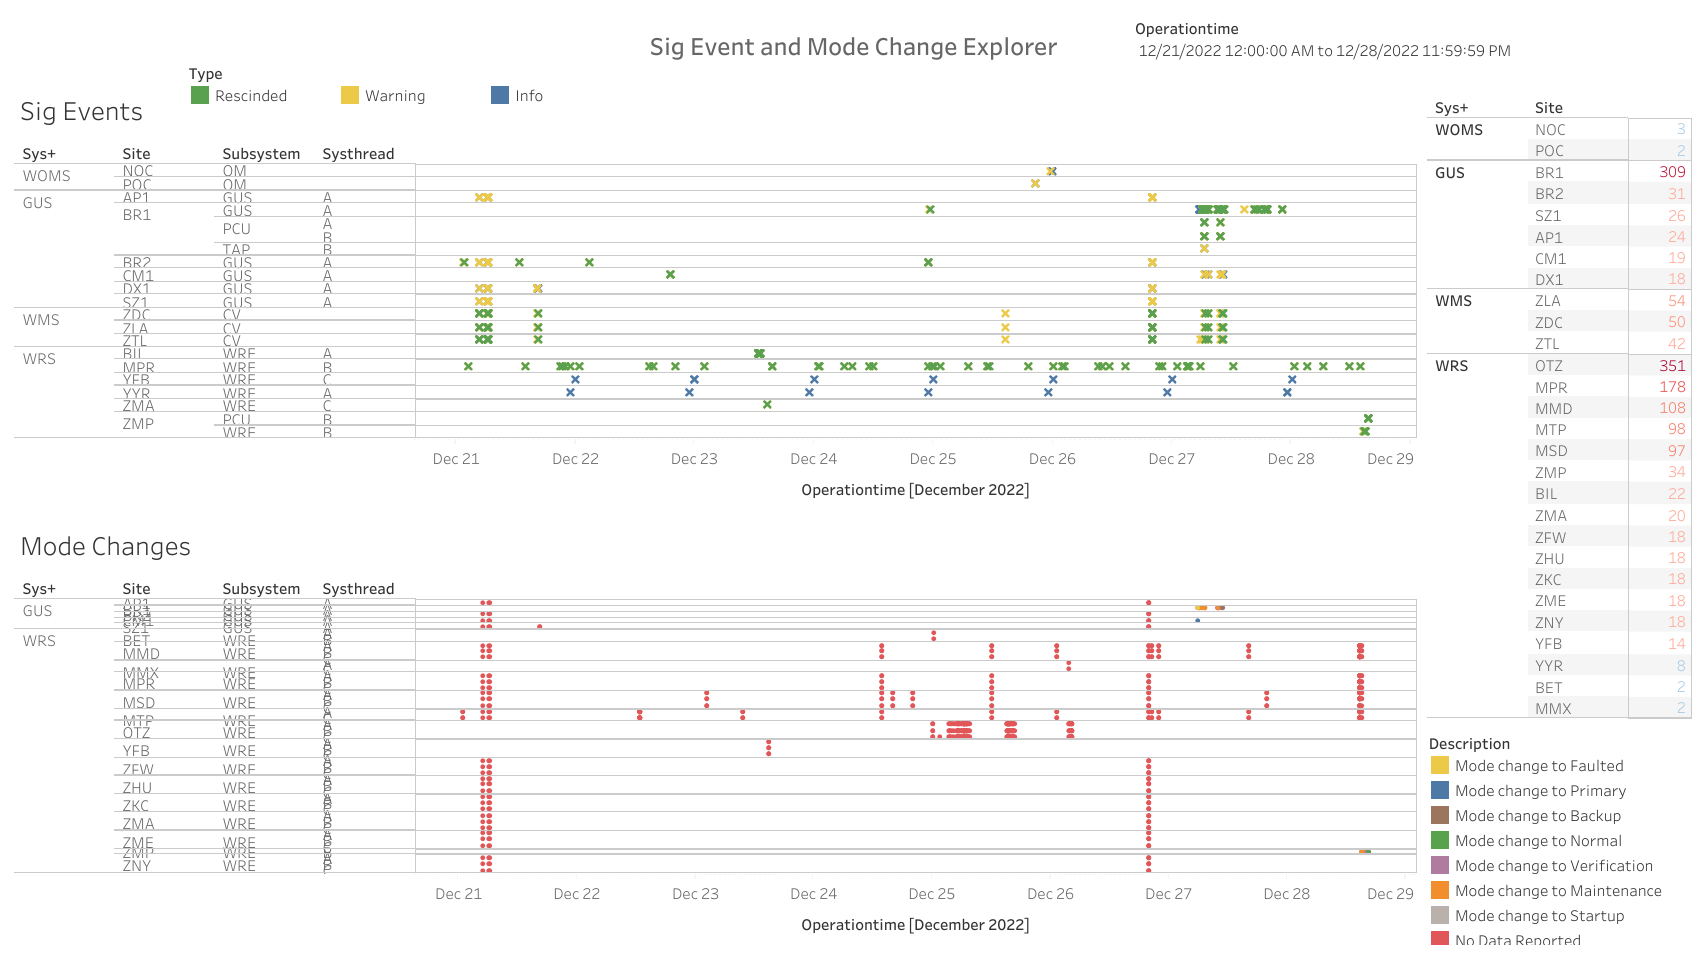 Sig Event and Mode Change Explorer
Operationtime
12/21/2022 12:00:00 AM to 12/28/2022 11:59:59 PM
Type
Rescinded Warning Info
Sig Events
Sys+ Site Subsystem Systhread
WOMS NOC OM
POC OM
GUS AP1 GUS A
BR1 GUS A
PCU A
B
TAP B
BR2 GUS A
CM1 GUS A
DX1 GUS A
SZ1 GUS A
WMS ZDC CV
ZLA CV
ZTL CV
WRS BIL WRE A
MPR WRE B
YFB WRE C
YYR WRE A
ZMA WRE C
ZMP PCU B
WRE B
Dec 21 Dec 22 Dec 23 Dec 24 Dec 25 Dec 26 Dec 27 Dec 28 Dec 29
Operationtime [December 2022]
Mode Changes
Sys+ Site Subsystem Systhread
GUS AP1 GUS A
BR1 GUS A
SZ1 GUS A
WRS BET WRE
MMD WRE
MMX WRE A
MPR WRE
MSD WRE
MTP WRE
OTZ WRE
YFB WRE
ZFW WRE
ZHU WRE
ZKC WRE
ZMA WRE
ZME WRE
ZMP WRE
ZNY WRE
Dec 21 Dec 22 Dec 23 Dec 24 Dec 25 Dec 26 Dec 27 Dec 28 Dec 29
Operationtime [December 2022]
Sys+ Site
WOMS NOC 3
POC 2
GUS BR1 309
BR2 31
SZ1 26
AP1 24
CM1 19
DX1 18
WMS ZLA 54
ZDC 50
ZTL 42
WRS OTZ 351
MPR 178
MMD 108
MTP 98
MSD 97
ZMP 34
BIL 22
ZMA 20
ZFW 18
ZHU 18
ZKC 18
ZME 18
ZNY 18
YFB 14
YYR 8
BET 2
MMX 2
Description
Mode change to Faulted
Mode change to Primary
Mode change to Backup
Mode change to Normal
Mode change to Verification
Mode change to Maintenance
Mode change to Startup
No Data Reported